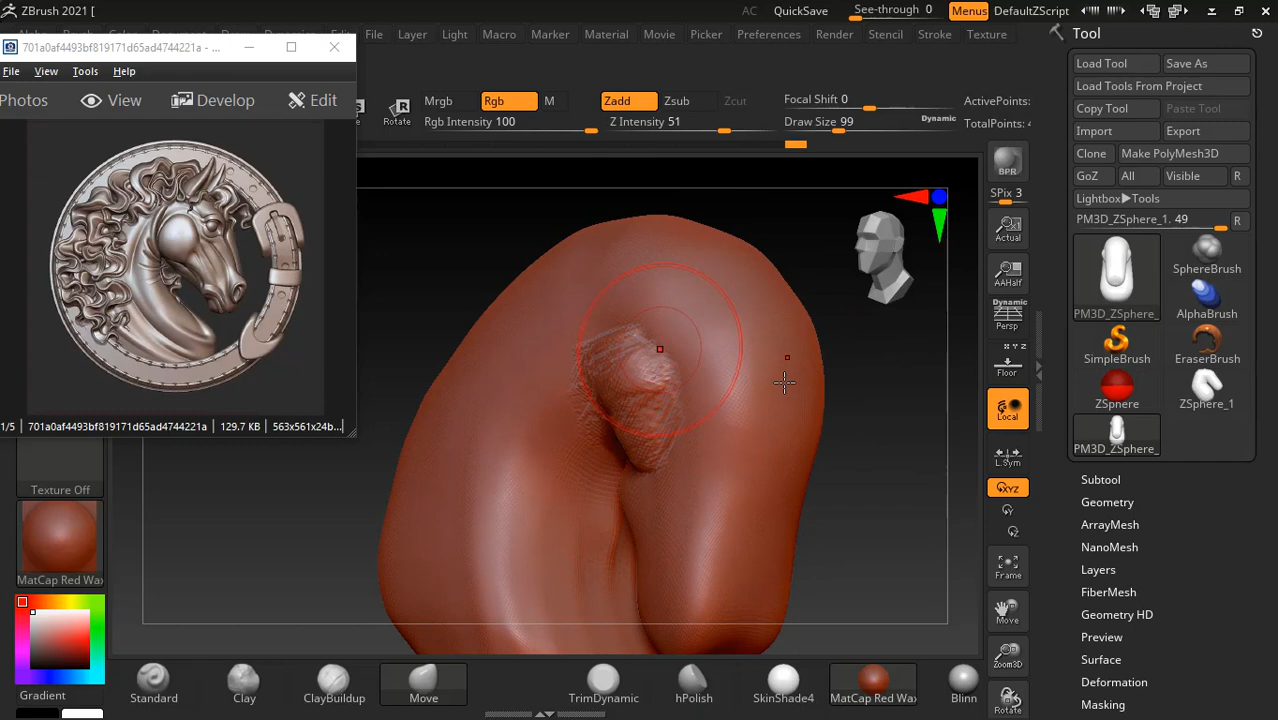 ZBrush 2021 [
AC QuickSave See-through 0 Menus DefaultZScript
File Layer Light Macro Marker Material Movie Picker Preferences Render Stencil Stroke Texture
701a0af4493bf819171d65ad4744221a - ...
File View Tools Help
Photos View Develop Edit
1/5 701a0af4493bf819171d65ad4744221a 129.7 KB 563x561x24b...
Rotate
Mrgb Rgb M
Rgb Intensity 100
Zadd Zsub Zcut
Z Intensity 51
Focal Shift 0
Draw Size 99 Dynamic
ActivePoints:
TotalPoints:
Texture Off
MatCap Red Wax
Gradient
Standard
Clay
ClayBuildup
Move
TrimDynamic
hPolish
SkinShade4
MatCap Red Wax
Blinn
BPR
SPix 3
Actual
AAHalf
Dynamic
Persp
X Y Z
Floor
Local
L.Sym
XYZ
Y
Z
Frame
Move
Zoom3D
Rotate
Tool
Load Tool Save As
Load Tools From Project
Copy Tool Paste Tool
Import Export
Clone Make PolyMesh3D
GoZ All Visible R
Lightbox▶Tools
PM3D_ZSphere_1. 49 R
PM3D_ZSphere_
SphereBrush
AlphaBrush
SimpleBrush
EraserBrush
ZSphere
ZSphere_1
PM3D_ZSphere_
Subtool
Geometry
ArrayMesh
NanoMesh
Layers
FiberMesh
Geometry HD
Preview
Surface
Deformation
Masking